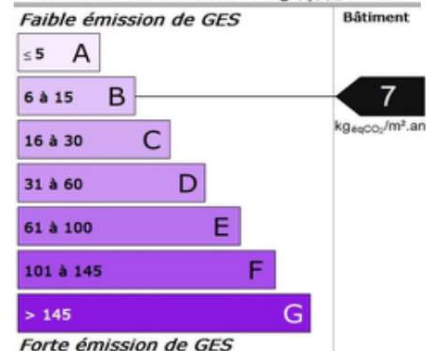 Faible émission de GES
Bâtiment
≤ 5 A
6 à 15 B
7
kgéqCO₂/m².an
16 à 30 C
31 à 60 D
61 à 100 E
101 à 145 F
> 145 G
Forte émission de GES